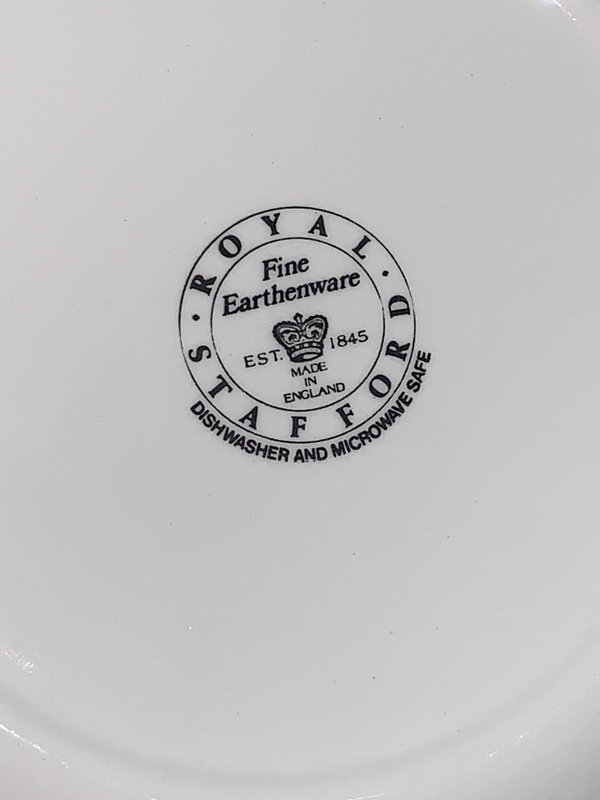 ROYAL
Fine
Earthenware
EST. 1845
MADE
IN
ENGLAND
STAFFORD
DISHWASHER AND MICROWAVE SAFE